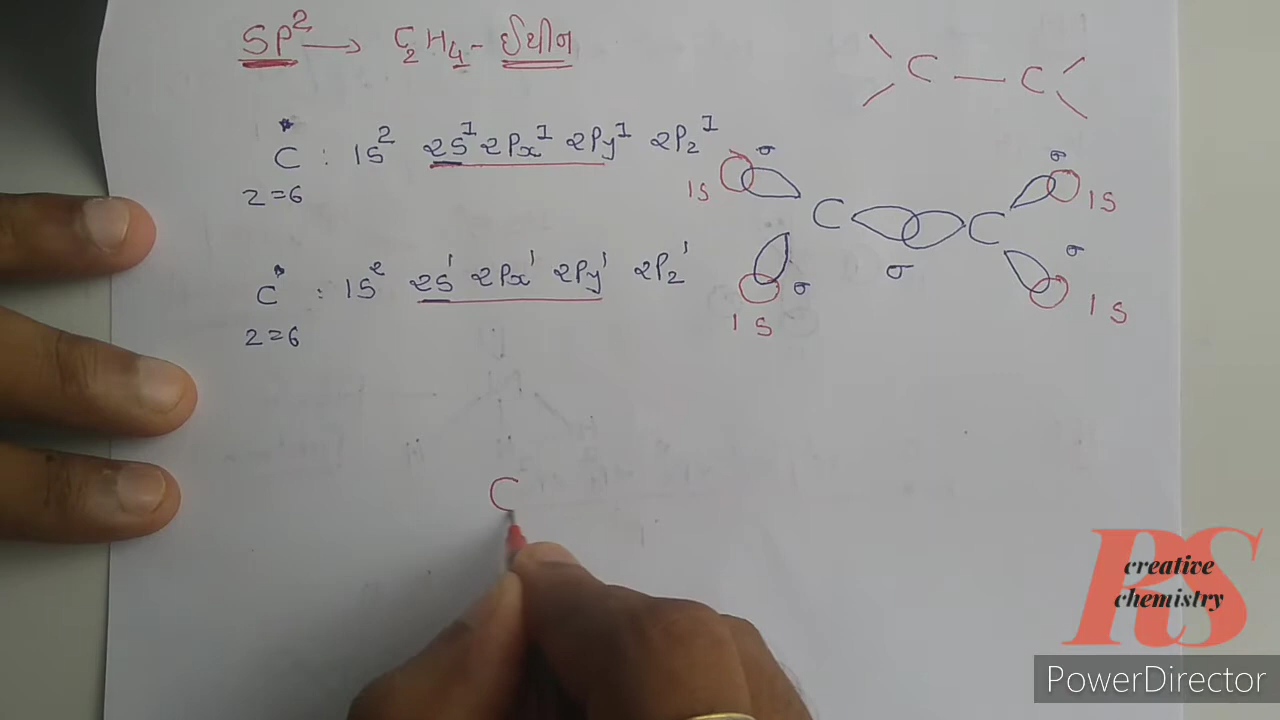 SP² → C₂H₄ - ઈથીન
C — C
C* : 1S² 2S¹ 2Px¹ 2Py¹ 2Pz¹
Z=6
σ
1S
σ
1S
C C
σ
σ
1S
σ
1S
C* : 1S² 2S¹ 2Px¹ 2Py¹ 2Pz¹
Z=6
C
RS
creative
chemistry
PowerDirector